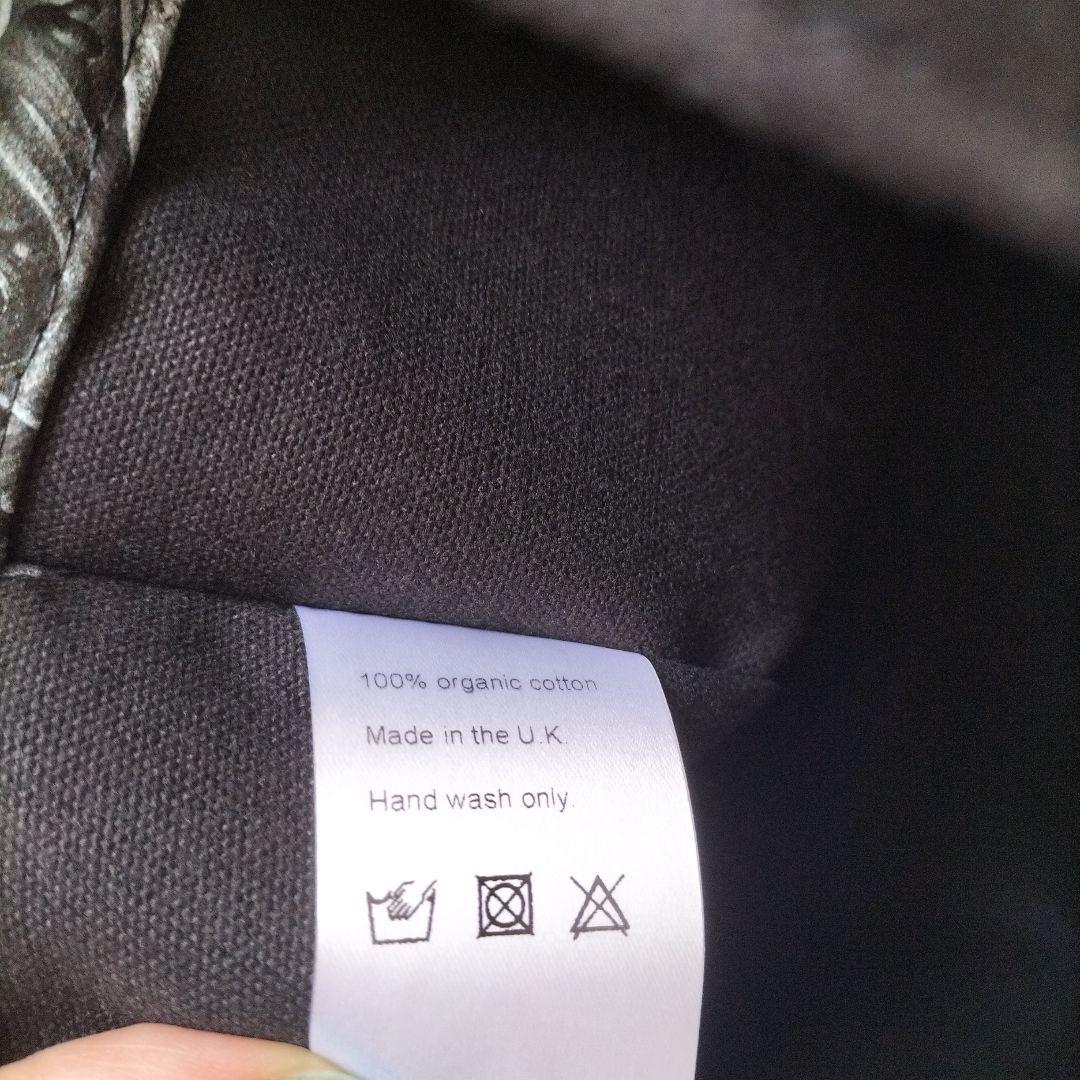 100% organic cotton
Made in the U.K.
Hand wash only.